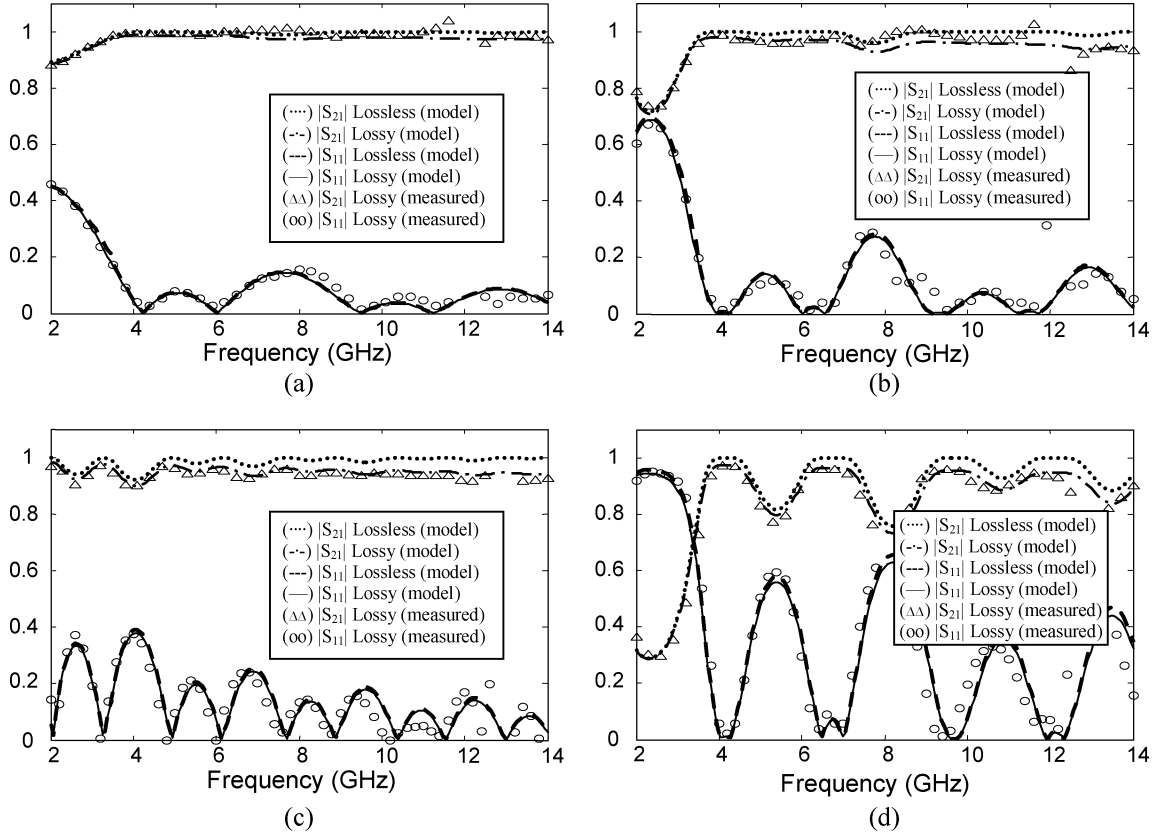 1
0.8
0.6
0.4
0.2
0
2 4 6 8 10 12 14
Frequency (GHz)
(a)
(····) |S21| Lossless (model)
(-·-) |S21| Lossy (model)
(---) |S11| Lossless (model)
(—) |S11| Lossy (model)
(ΔΔ) |S21| Lossy (measured)
(oo) |S11| Lossy (measured)
1
0.8
0.6
0.4
0.2
0
2 4 6 8 10 12 14
Frequency (GHz)
(b)
(····) |S21| Lossless (model)
(-·-) |S21| Lossy (model)
(---) |S11| Lossless (model)
(—) |S11| Lossy (model)
(ΔΔ) |S21| Lossy (measured)
(oo) |S11| Lossy (measured)
1
0.8
0.6
0.4
0.2
0
2 4 6 8 10 12 14
Frequency (GHz)
(c)
(····) |S21| Lossless (model)
(-·-) |S21| Lossy (model)
(---) |S11| Lossless (model)
(—) |S11| Lossy (model)
(ΔΔ) |S21| Lossy (measured)
(oo) |S11| Lossy (measured)
1
0.8
0.6
0.4
0.2
0
2 4 6 8 10 12 14
Frequency (GHz)
(d)
(····) |S21| Lossless (model)
(-·-) |S21| Lossy (model)
(---) |S11| Lossless (model)
(—) |S11| Lossy (model)
(ΔΔ) |S21| Lossy (measured)
(oo) |S11| Lossy (measured)